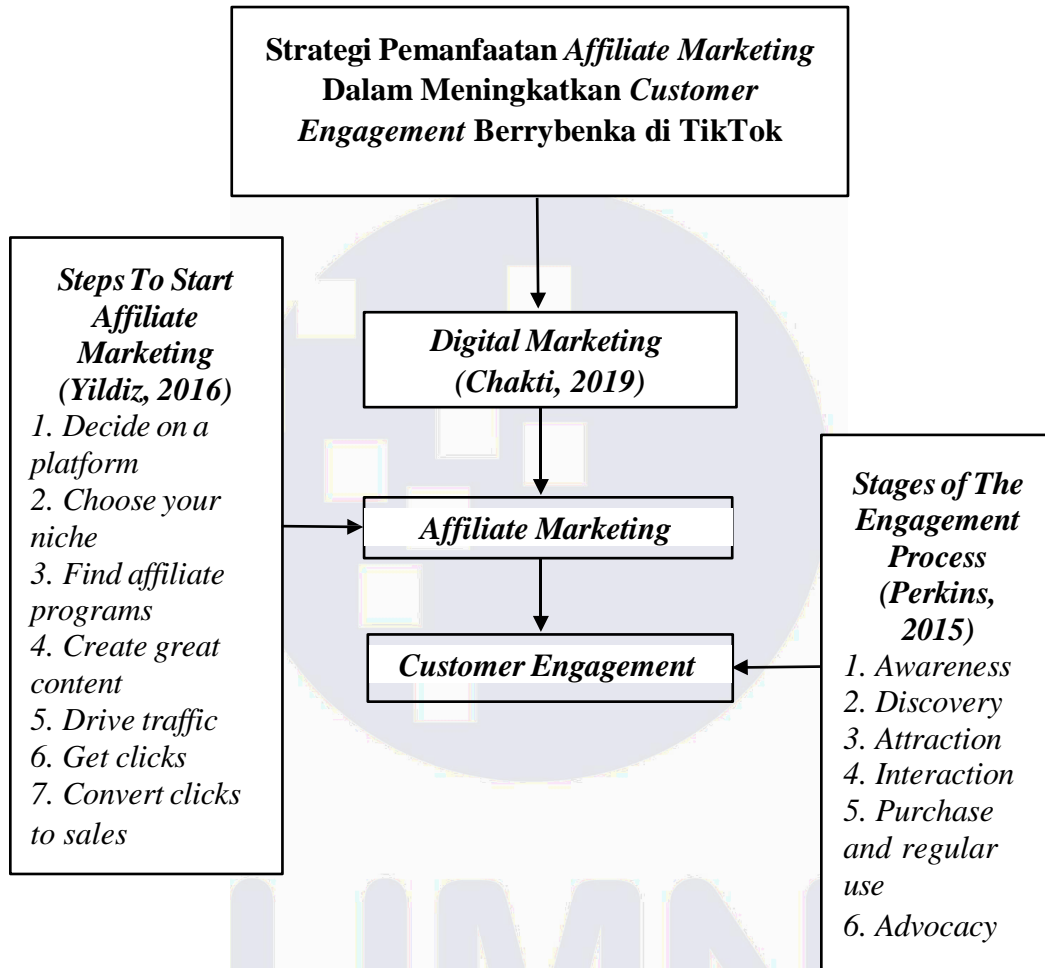 Strategi Pemanfaatan Affiliate Marketing
Dalam Meningkatkan Customer
Engagement Berrybenka di TikTok
Steps To Start
Affiliate
Marketing
(Yildiz, 2016)
1. Decide on a
platform
2. Choose your
niche
3. Find affiliate
programs
4. Create great
content
5. Drive traffic
6. Get clicks
7. Convert clicks
to sales
Digital Marketing
(Chakti, 2019)
Affiliate Marketing
Customer Engagement
Stages of The
Engagement
Process
(Perkins,
2015)
1. Awareness
2. Discovery
3. Attraction
4. Interaction
5. Purchase
and regular
use
6. Advocacy
UMN